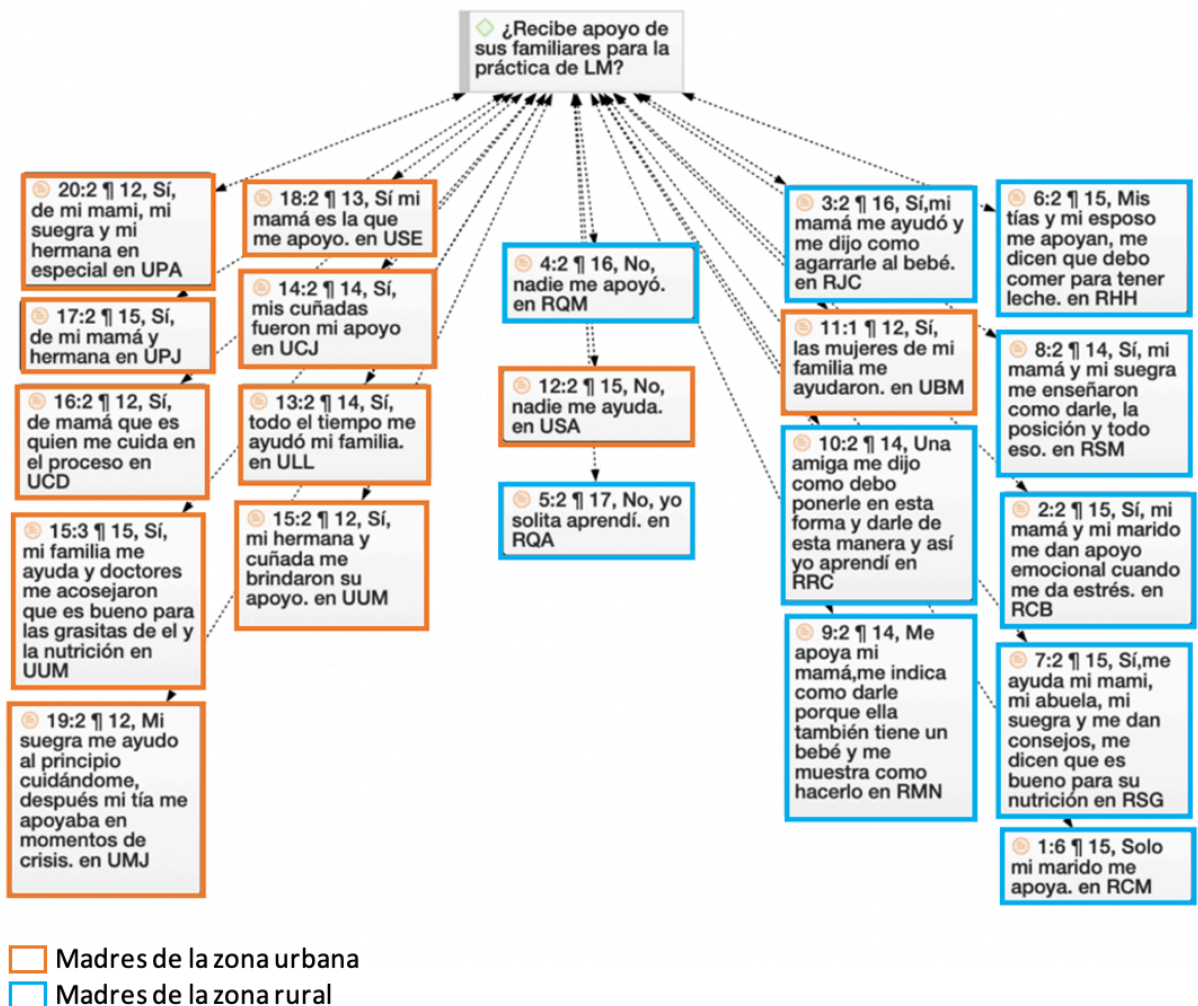 ¿Recibe apoyo de
sus familiares para la
práctica de LM?
20:2 ¶ 12, Sí,
de mi mami, mi
suegra y mi
hermana en
especial en UPA
17:2 ¶ 15, Sí,
de mi mamá y
hermana en UPJ
16:2 ¶ 12, Sí,
de mamá que es
quien me cuida en
el proceso en
UCD
15:3 ¶ 15, Sí,
mi familia me
ayuda y doctores
me acosejaron
que es bueno para
las grasitas de el y
la nutrición en
UUM
19:2 ¶ 12, Mi
suegra me ayudo
al principio
cuidándome,
después mi tía me
apoyaba en
momentos de
crisis. en UMJ
18:2 ¶ 13, Sí mi
mamá es la que
me apoyo. en USE
14:2 ¶ 14, Sí,
mis cuñadas
fueron mi apoyo
en UCJ
13:2 ¶ 14, Sí,
todo el tiempo me
ayudó mi familia.
en ULL
15:2 ¶ 12, Sí,
mi hermana y
cuñada me
brindaron su
apoyo. en UUM
4:2 ¶ 16, No,
nadie me apoyó.
en RQM
12:2 ¶ 15, No,
nadie me ayuda.
en USA
5:2 ¶ 17, No, yo
solita aprendí. en
RQA
3:2 ¶ 16, Sí,mi
mamá me ayudó y
me dijo como
agarrarle al bebé.
en RJC
11:1 ¶ 12, Sí,
las mujeres de mi
familia me
ayudaron. en UBM
10:2 ¶ 14, Una
amiga me dijo
como debo
ponerle en esta
forma y darle de
esta manera y así
yo aprendí en
RRC
9:2 ¶ 14, Me
apoya mi
mamá,me indica
como darle
porque ella
también tiene un
bebé y me
muestra como
hacerlo en RMN
6:2 ¶ 15, Mis
tías y mi esposo
me apoyan, me
dicen que debo
comer para tener
leche. en RHH
8:2 ¶ 14, Sí, mi
mamá y mi suegra
me enseñaron
como darle, la
posición y todo
eso. en RSM
2:2 ¶ 15, Sí, mi
mamá y mi marido
me dan apoyo
emocional cuando
me da estrés. en
RCB
7:2 ¶ 15, Sí,me
ayuda mi mami,
mi abuela, mi
suegra y me dan
consejos, me
dicen que es
bueno para su
nutrición en RSG
1:6 ¶ 15, Solo
mi marido me
apoya. en RCM
Madres de la zona urbana
Madres de la zona rural